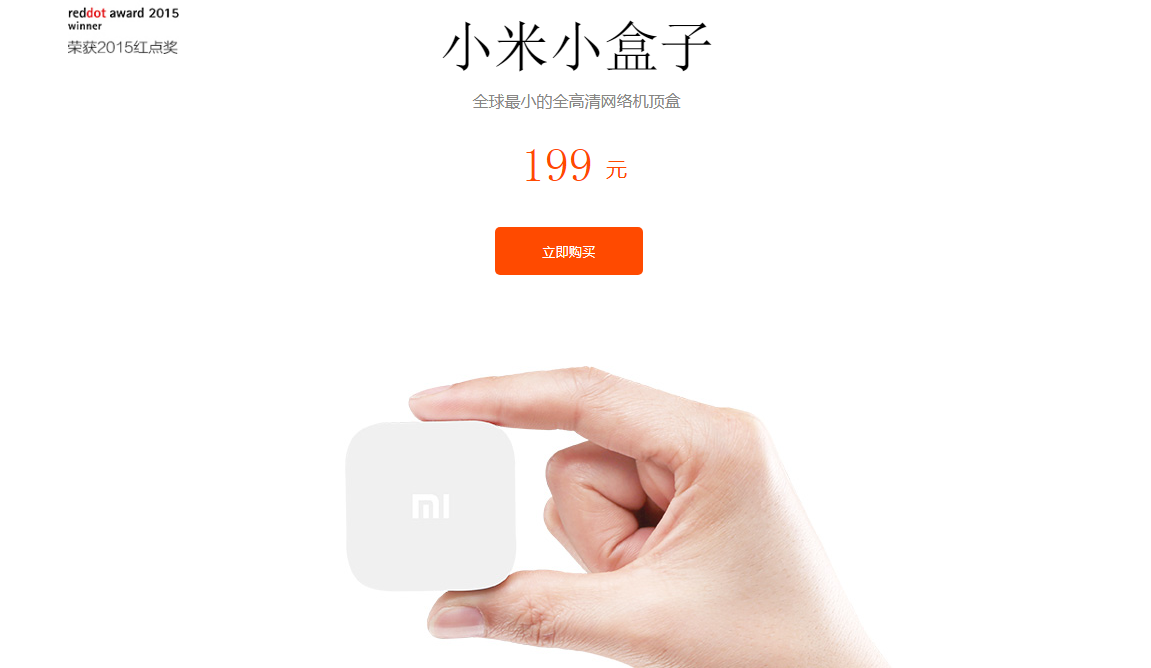 reddot award 2015
winner
荣获2015红点奖
小米小盒子
全球最小的全高清网络机顶盒
199 元
立即购买
mi